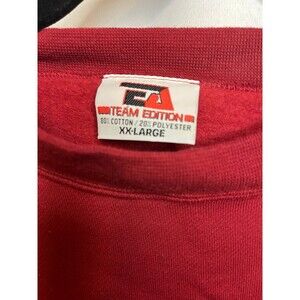 TEAM EDITION
80% COTTON / 20% POLYESTER
XX-LARGE